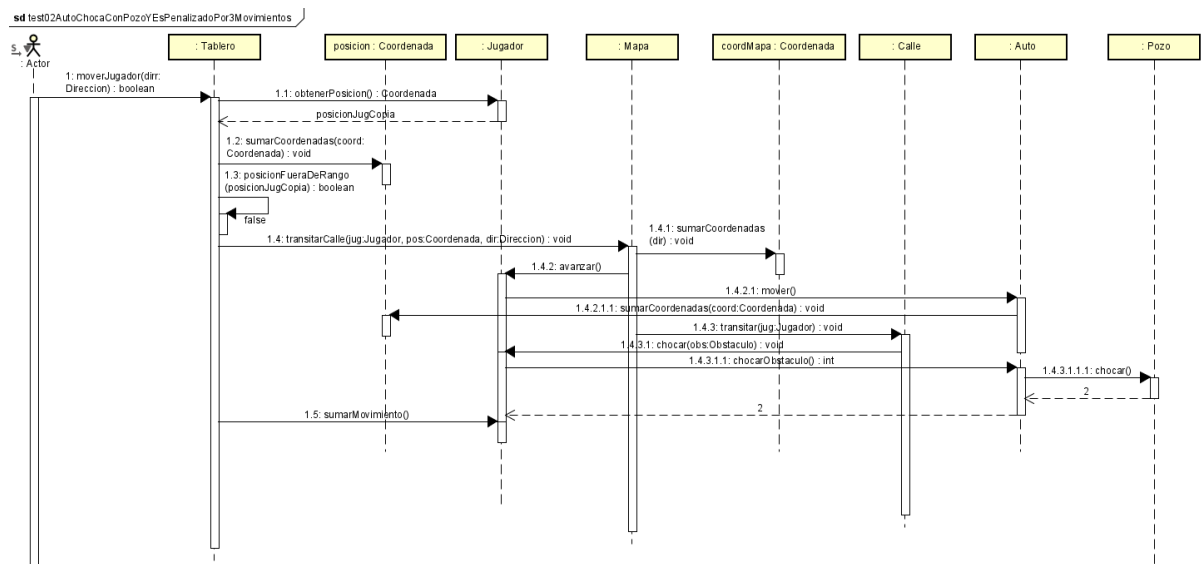 sd test02AutoChocaConPozoYEsPenalizadoPor3Movimientos
: Actor
: Tablero
posicion : Coordenada
: Jugador
: Mapa
coordMapa : Coordenada
: Calle
: Auto
: Pozo
1: moverJugador(dirr:
Direccion) : boolean
1.1: obtenerPosicion() : Coordenada
posicionJugCopia
1.2: sumarCoordenadas(coord:
Coordenada) : void
1.3: posicionFueraDeRango
(posicionJugCopia) : boolean
false
1.4: transitarCalle(jug:Jugador, pos:Coordenada, dir:Direccion) : void
1.4.1: sumarCoordenadas
(dir) : void
1.4.2: avanzar()
1.4.2.1: mover()
1.4.2.1.1: sumarCoordenadas(coord:Coordenada) : void
1.4.3: transitar(jug:Jugador) : void
1.4.3.1: chocar(obs:Obstaculo) : void
1.4.3.1.1: chocarObstaculo() : int
1.4.3.1.1.1: chocar()
2
2
1.5: sumarMovimiento()